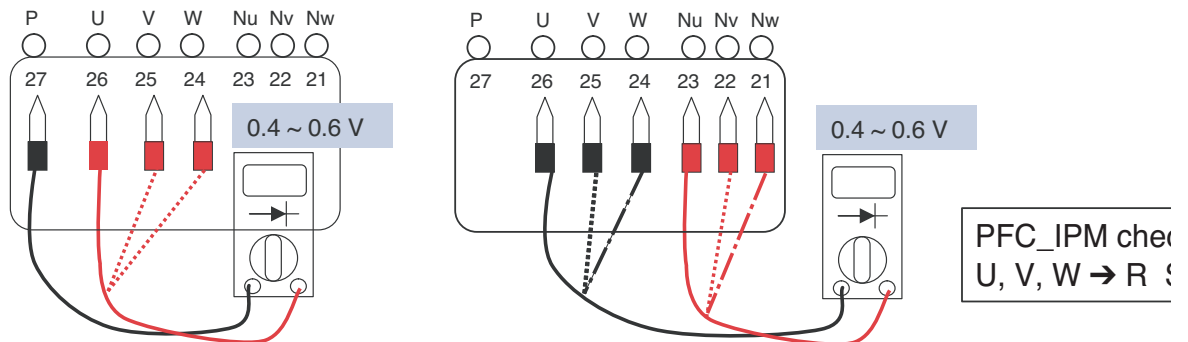 P U V W Nu Nv Nw
27 26 25 24 23 22 21
0.4 ~ 0.6 V
P U V W Nu Nv Nw
27 26 25 24 23 22 21
0.4 ~ 0.6 V
PFC_IPM
U, V, W ➔ R